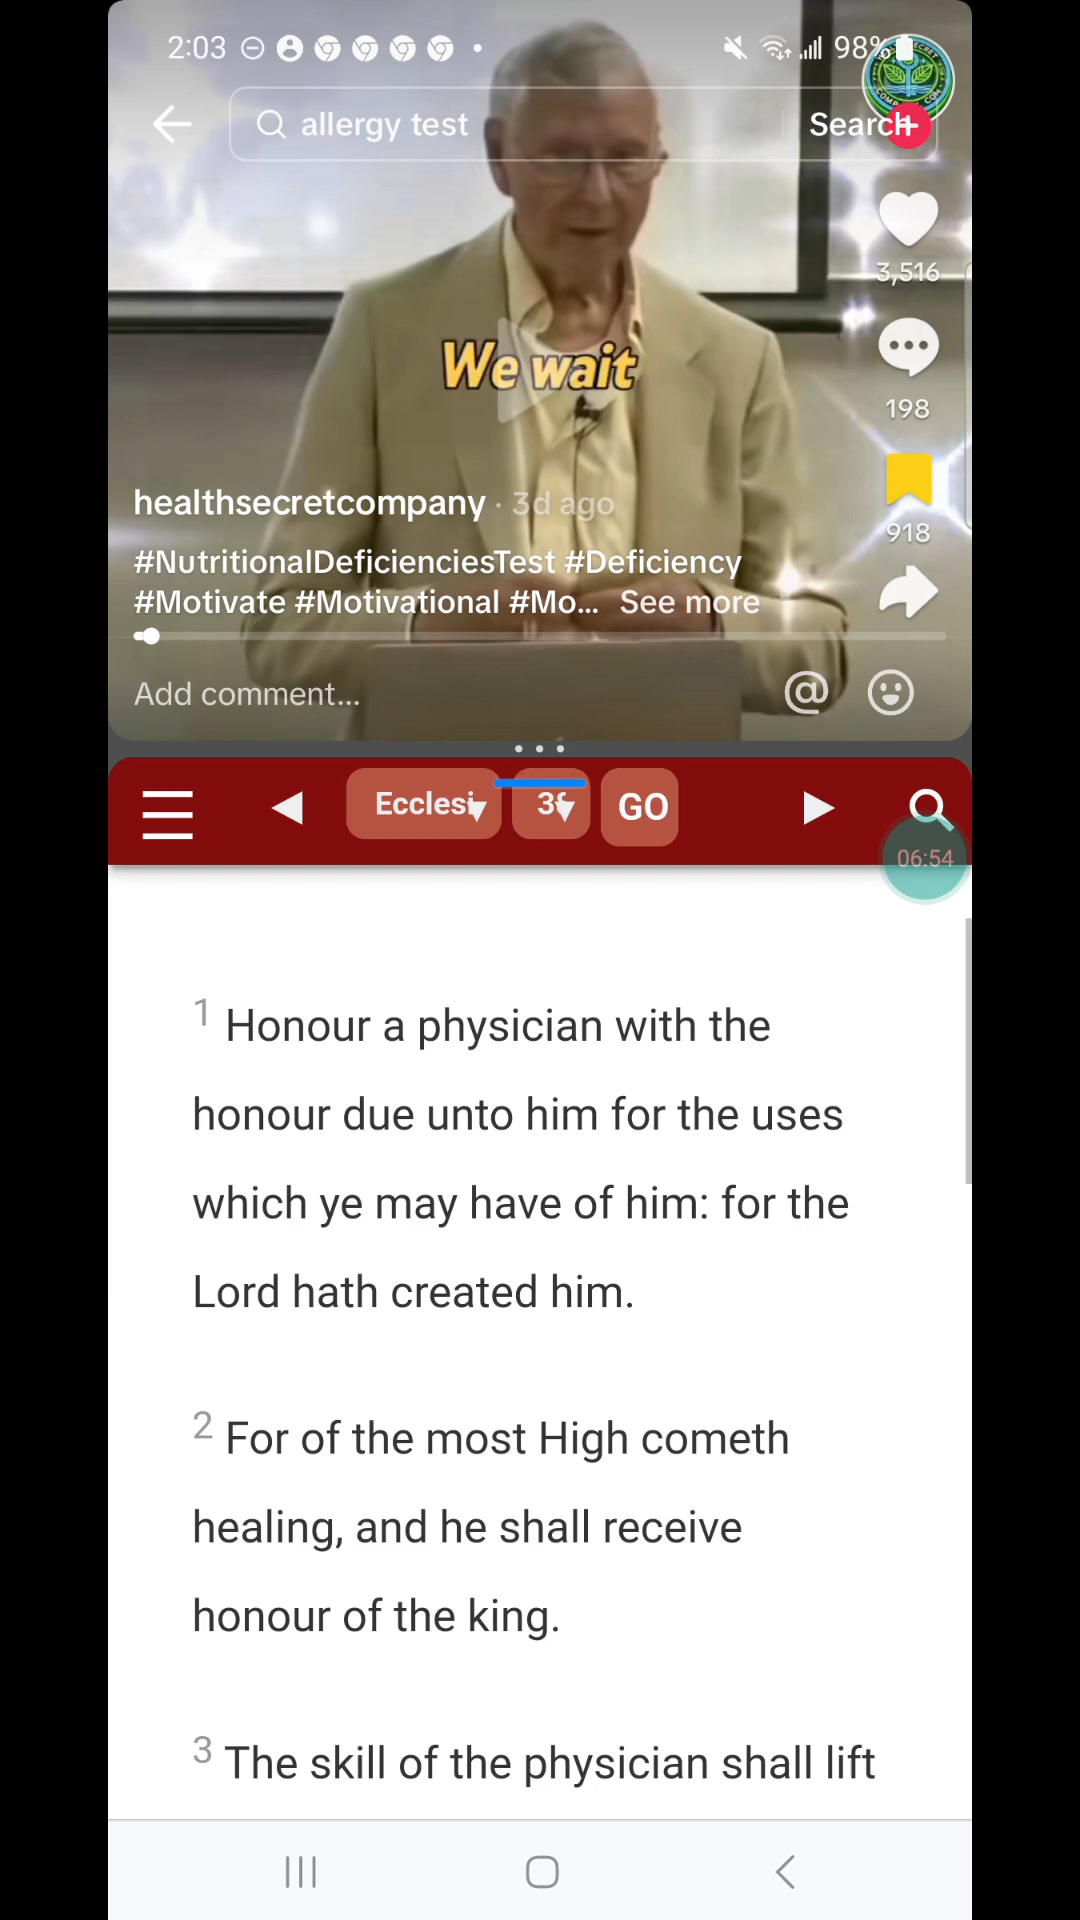 2:03
98%
allergy test
Search
3,516
We wait
198
healthsecretcompany · 3d ago
918
#NutritionalDeficienciesTest #Deficiency
#Motivate #Motivational #Mo... See more
Add comment...
@
Ecclesi
GO
06:54
1 Honour a physician with the
honour due unto him for the uses
which ye may have of him: for the
Lord hath created him.
2 For of the most High cometh
healing, and he shall receive
honour of the king.
3 The skill of the physician shall lift